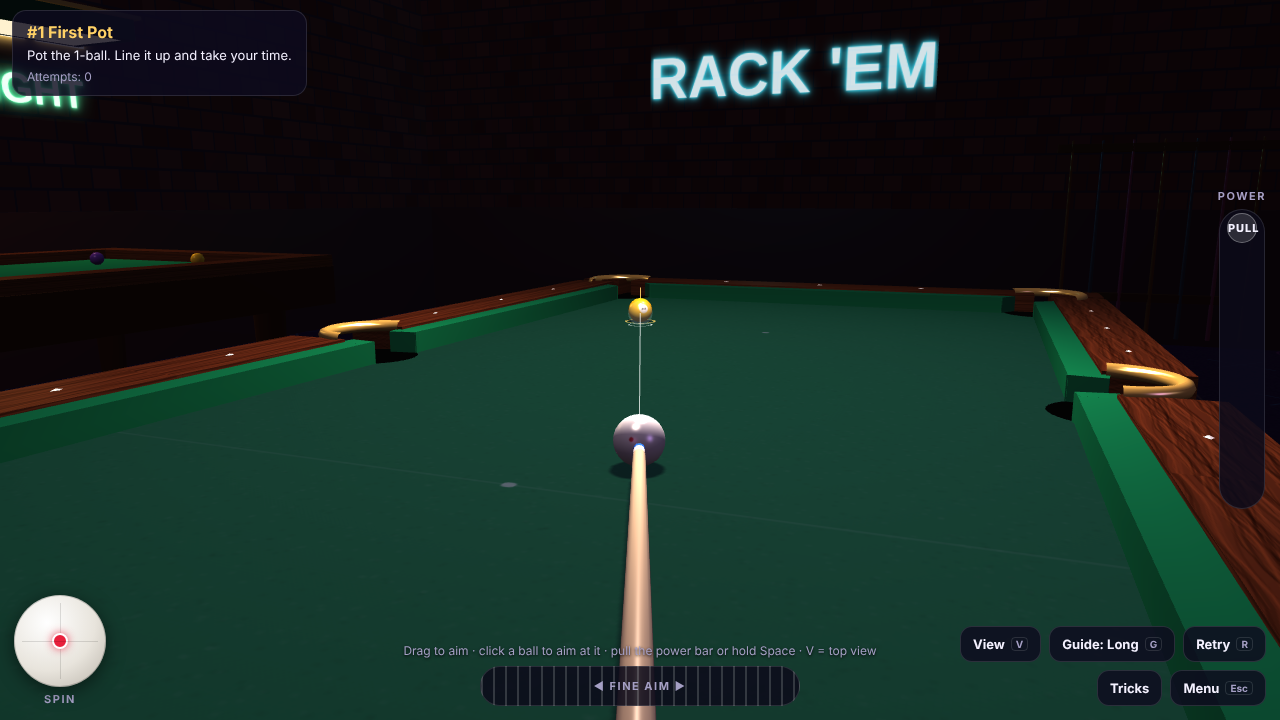 #1 First Pot
Pot the 1-ball. Line it up and take your time.
Attempts: 0
RACK 'EM
POWER
PULL
Drag to aim · click a ball to aim at it · pull the power bar or hold Space · V = top view
◀ FINE AIM ▶
SPIN
View V
Guide: Long G
Retry R
Tricks
Menu Esc